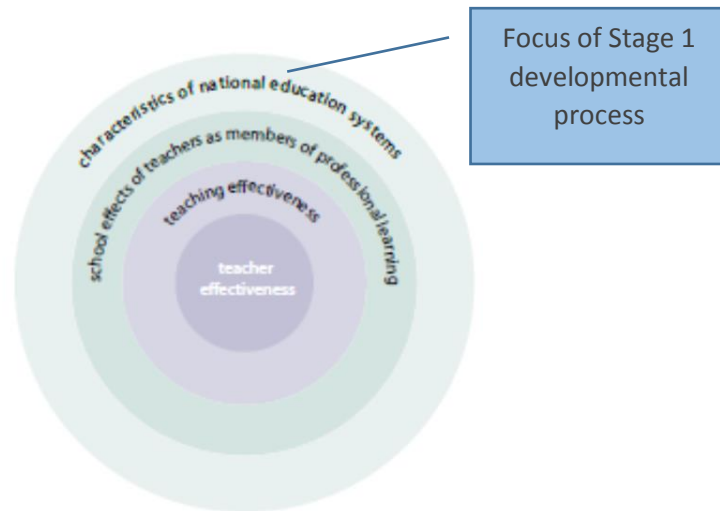 Focus of Stage 1
developmental
process
characteristics of national education systems
school effects of teachers as members of professional learning
teaching effectiveness
teacher
effectiveness